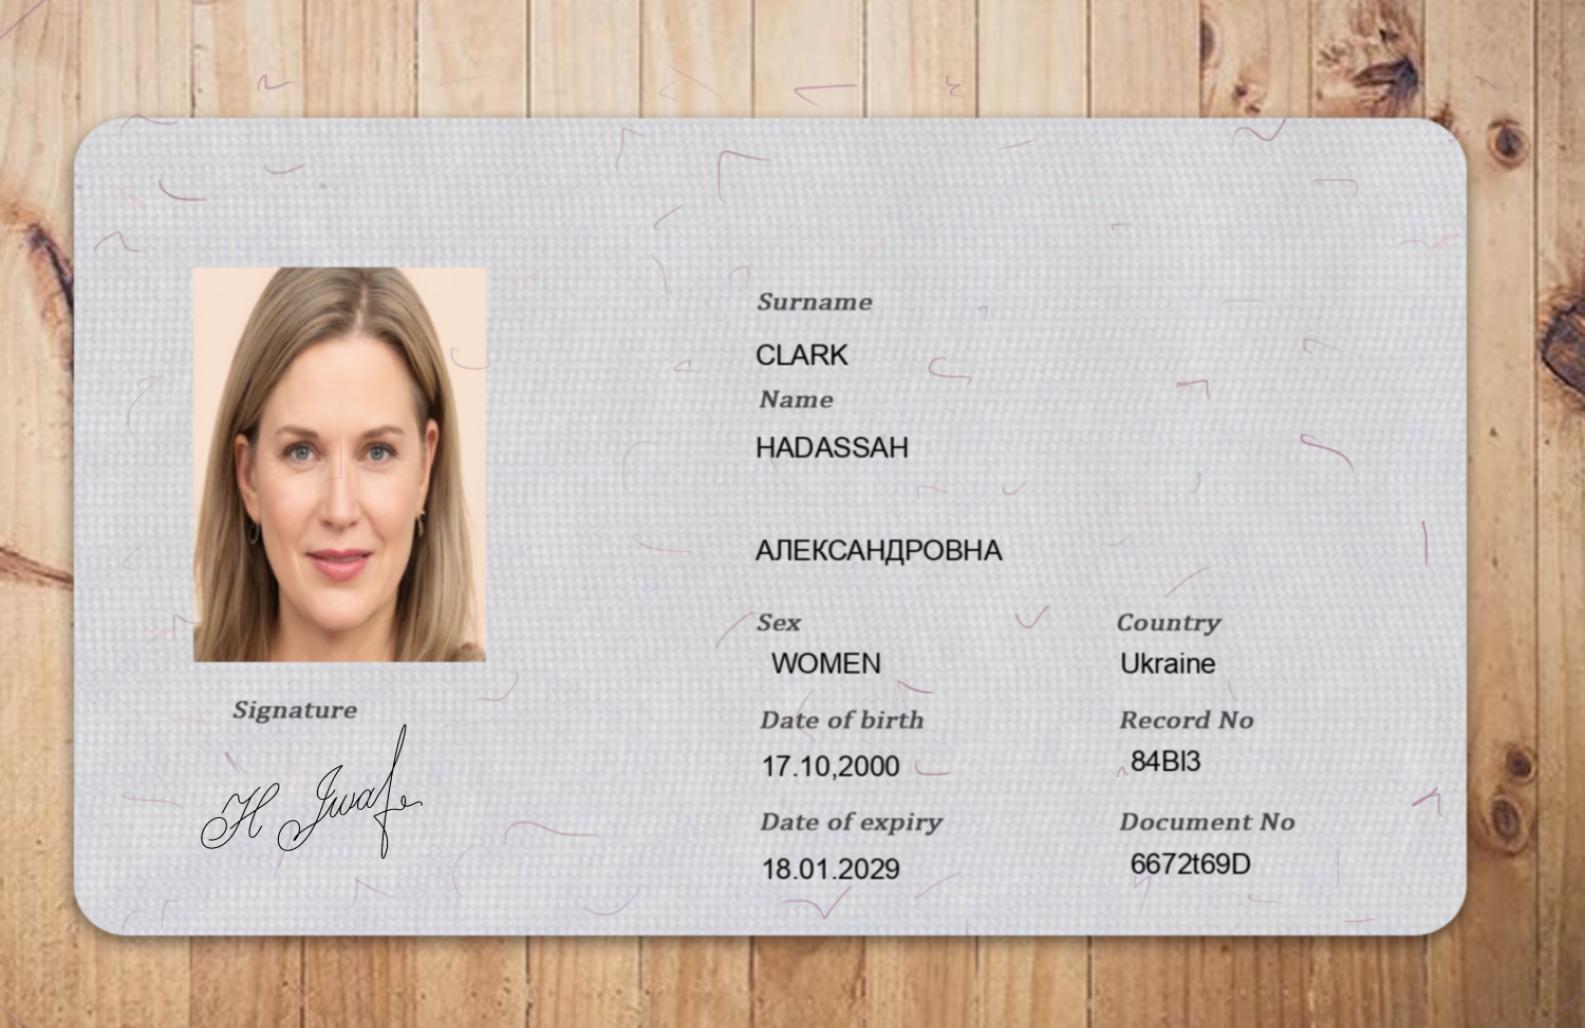 Surname
CLARK
Name
HADASSAH
АЛЕКСАНДРОВНА
Sex
WOMEN
Country
Ukraine
Date of birth
17.10,2000
Record No
84BI3
Date of expiry
18.01.2029
Document No
6672t69D
Signature